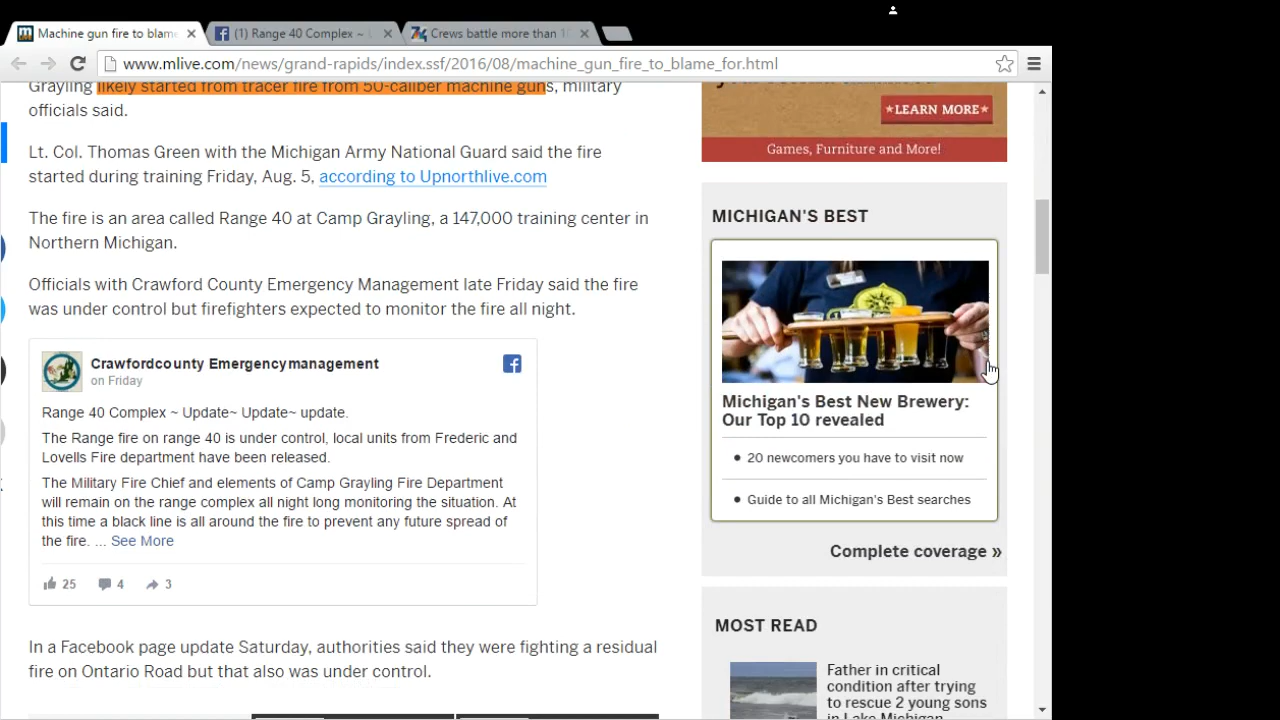 Machine gun fire to blame
(1) Range 40 Complex ~ U
Crews battle more than 1
www.mlive.com/news/grand-rapids/index.ssf/2016/08/machine_gun_fire_to_blame_for.html
Grayling likely started from tracer fire from 50-caliber machine guns, military
officials said.
Lt. Col. Thomas Green with the Michigan Army National Guard said the fire
started during training Friday, Aug. 5, according to Upnorthlive.com
The fire is an area called Range 40 at Camp Grayling, a 147,000 training center in
Northern Michigan.
Officials with Crawford County Emergency Management late Friday said the fire
was under control but firefighters expected to monitor the fire all night.
Crawfordcounty Emergencymanagement
on Friday
Range 40 Complex ~ Update~ Update~ update.
The Range fire on range 40 is under control, local units from Frederic and
Lovells Fire department have been released.
The Military Fire Chief and elements of Camp Grayling Fire Department
will remain on the range complex all night long monitoring the situation. At
this time a black line is all around the fire to prevent any future spread of
the fire. ... See More
25 4 3
In a Facebook page update Saturday, authorities said they were fighting a residual
fire on Ontario Road but that also was under control.
★LEARN MORE★
Games, Furniture and More!
MICHIGAN'S BEST
Michigan's Best New Brewery:
Our Top 10 revealed
• 20 newcomers you have to visit now
• Guide to all Michigan's Best searches
Complete coverage »
MOST READ
Father in critical
condition after trying
to rescue 2 young sons
in Lake Michigan